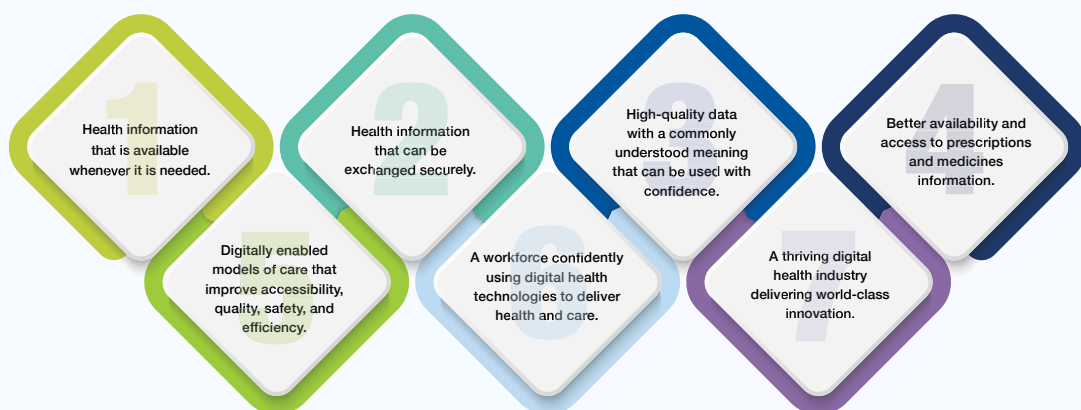 1
Health information
that is available
whenever it is needed.
2
Health information
that can be
exchanged securely.
3
High-quality data
with a commonly
understood meaning
that can be used with
confidence.
4
Better availability and
access to prescriptions
and medicines
information.
5
Digitally enabled
models of care that
improve accessibility,
quality, safety, and
efficiency.
6
A workforce confidently
using digital health
technologies to deliver
health and care.
7
A thriving digital
health industry
delivering world-class
innovation.